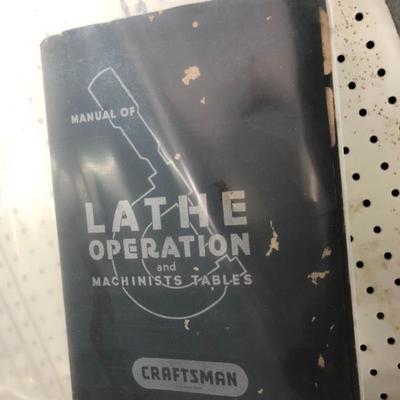 MANUAL OF
LATHE
OPERATION
and
MACHINISTS TABLES
CRAFTSMAN